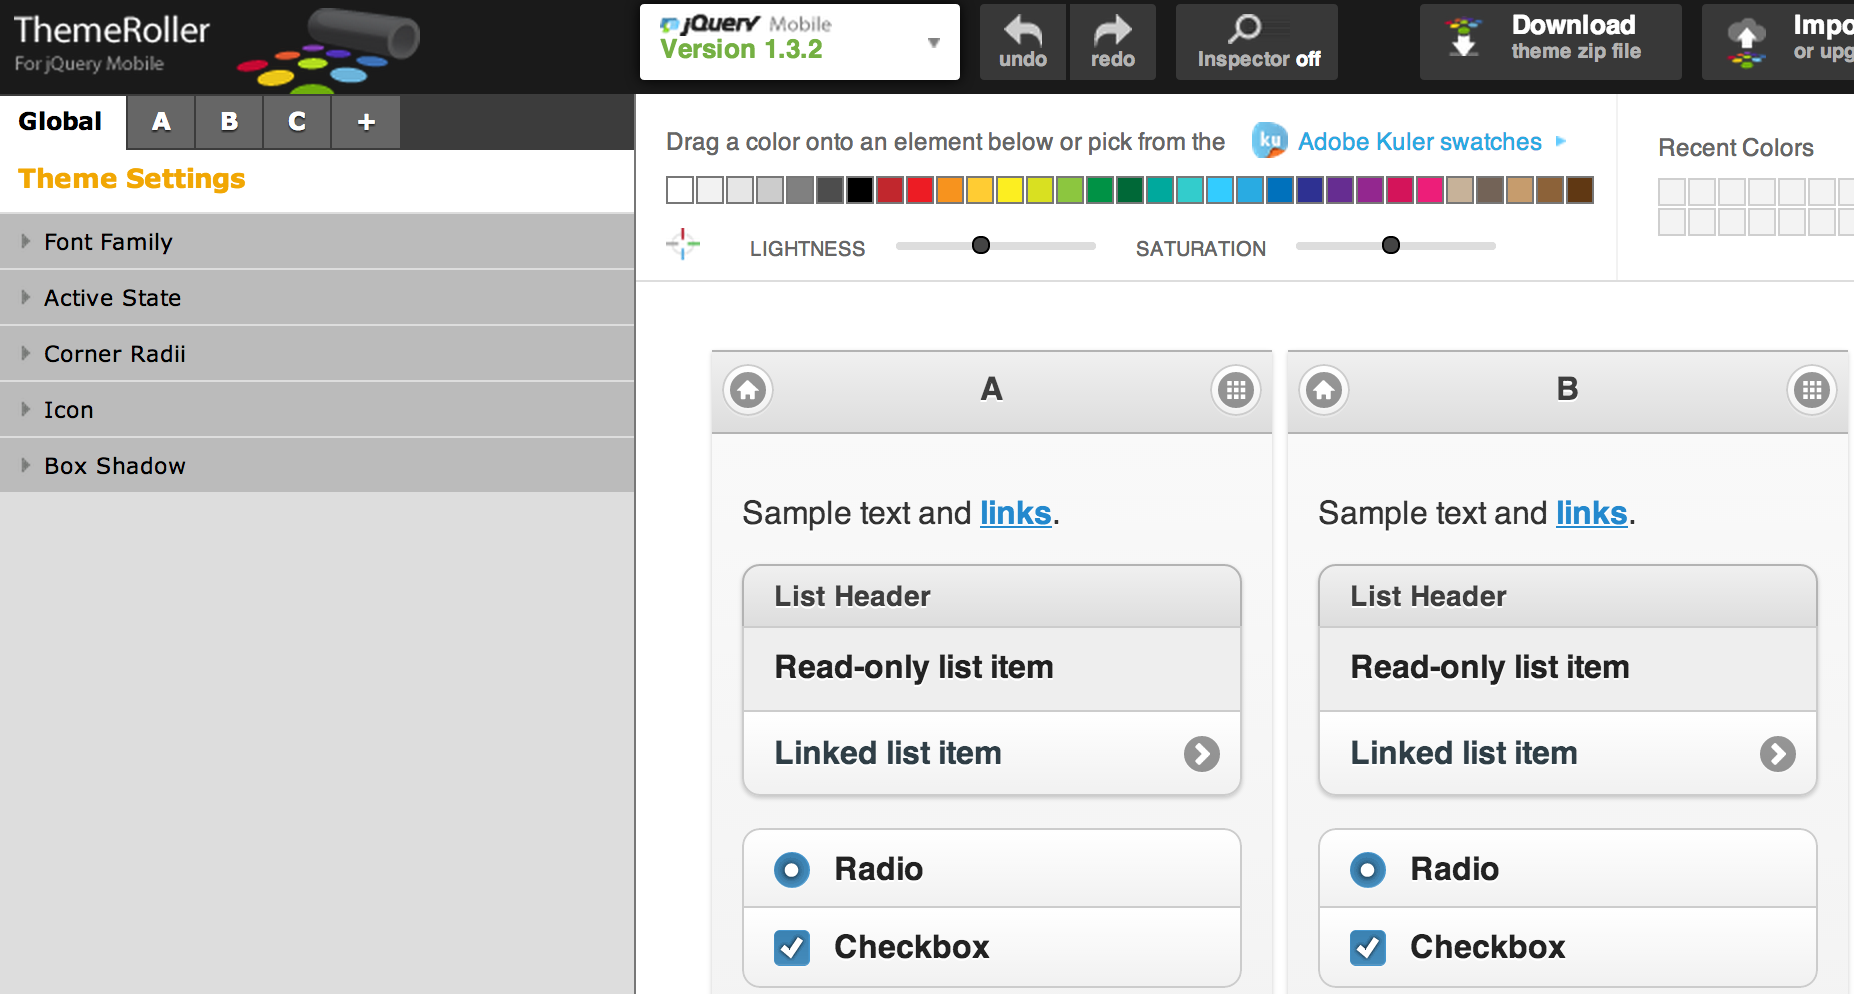 ThemeRoller
For jQuery Mobile
jQuery Mobile
Version 1.3.2
undo
redo
Inspector off
Download
theme zip file
Impo
or upg
Global
A
B
C
+
Theme Settings
Font Family
Active State
Corner Radii
Icon
Box Shadow
Drag a color onto an element below or pick from the ku Adobe Kuler swatches
Recent Colors
LIGHTNESS
SATURATION
A
Sample text and links.
List Header
Read-only list item
Linked list item
Radio
Checkbox
B
Sample text and links.
List Header
Read-only list item
Linked list item
Radio
Checkbox